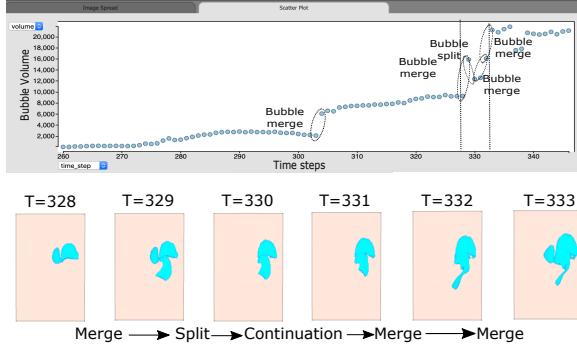 Image Spread Scatter Plot
volume
20,000
18,000
16,000
14,000
12,000
10,000
8,000
6,000
4,000
2,000
0
Bubble Volume
Bubble merge
Bubble merge
Bubble split
Bubble merge
Bubble merge
260 270 280 290 300 310 320 330 340
time_step
Time steps
T=328 T=329 T=330 T=331 T=332 T=333
Merge Split Continuation Merge Merge